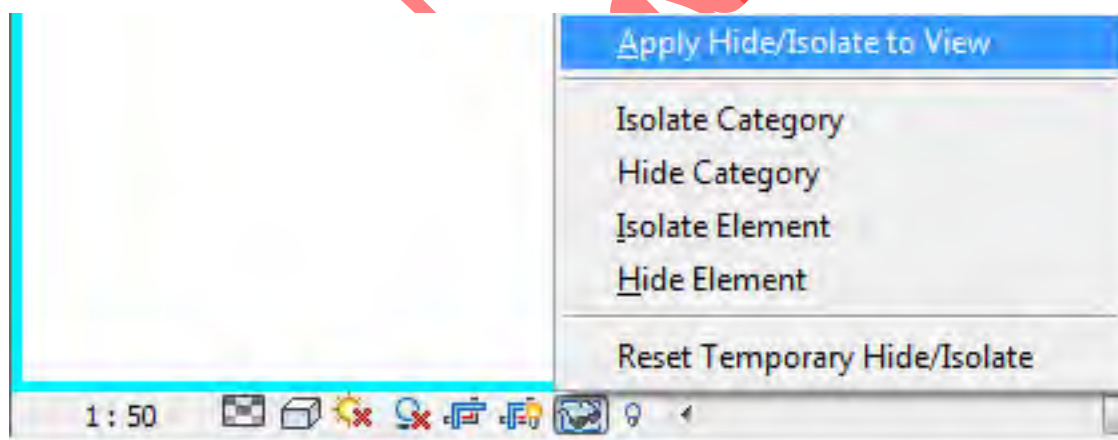 Apply Hide/Isolate to View
Isolate Category
Hide Category
Isolate Element
Hide Element
Reset Temporary Hide/Isolate
1 : 50